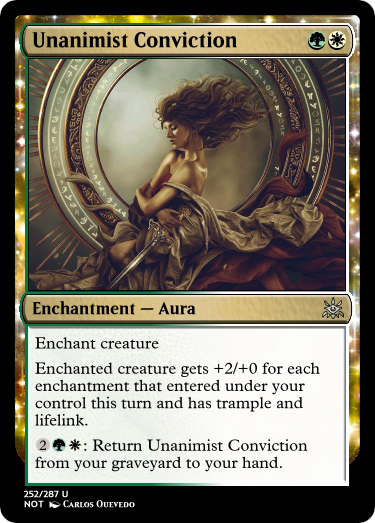 Unanimist Conviction
Enchantment — Aura
Enchant creature
Enchanted creature gets +2/+0 for each
enchantment that entered under your
control this turn and has trample and
lifelink.
2: Return Unanimist Conviction
from your graveyard to your hand.
252/287 U
NOT Carlos Quevedo